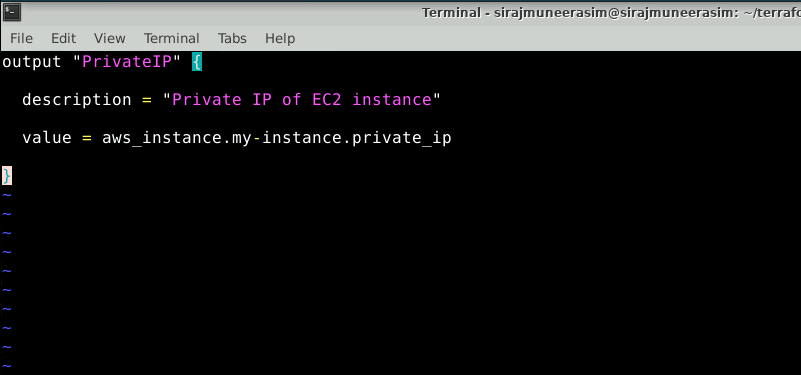 Terminal - sirajmuneerasim@sirajmuneerasim: ~/terrafo
File Edit View Terminal Tabs Help
output "PrivateIP" {
description = "Private IP of EC2 instance"
value = aws_instance.my-instance.private_ip
}
~
~
~
~
~
~
~
~
~
~